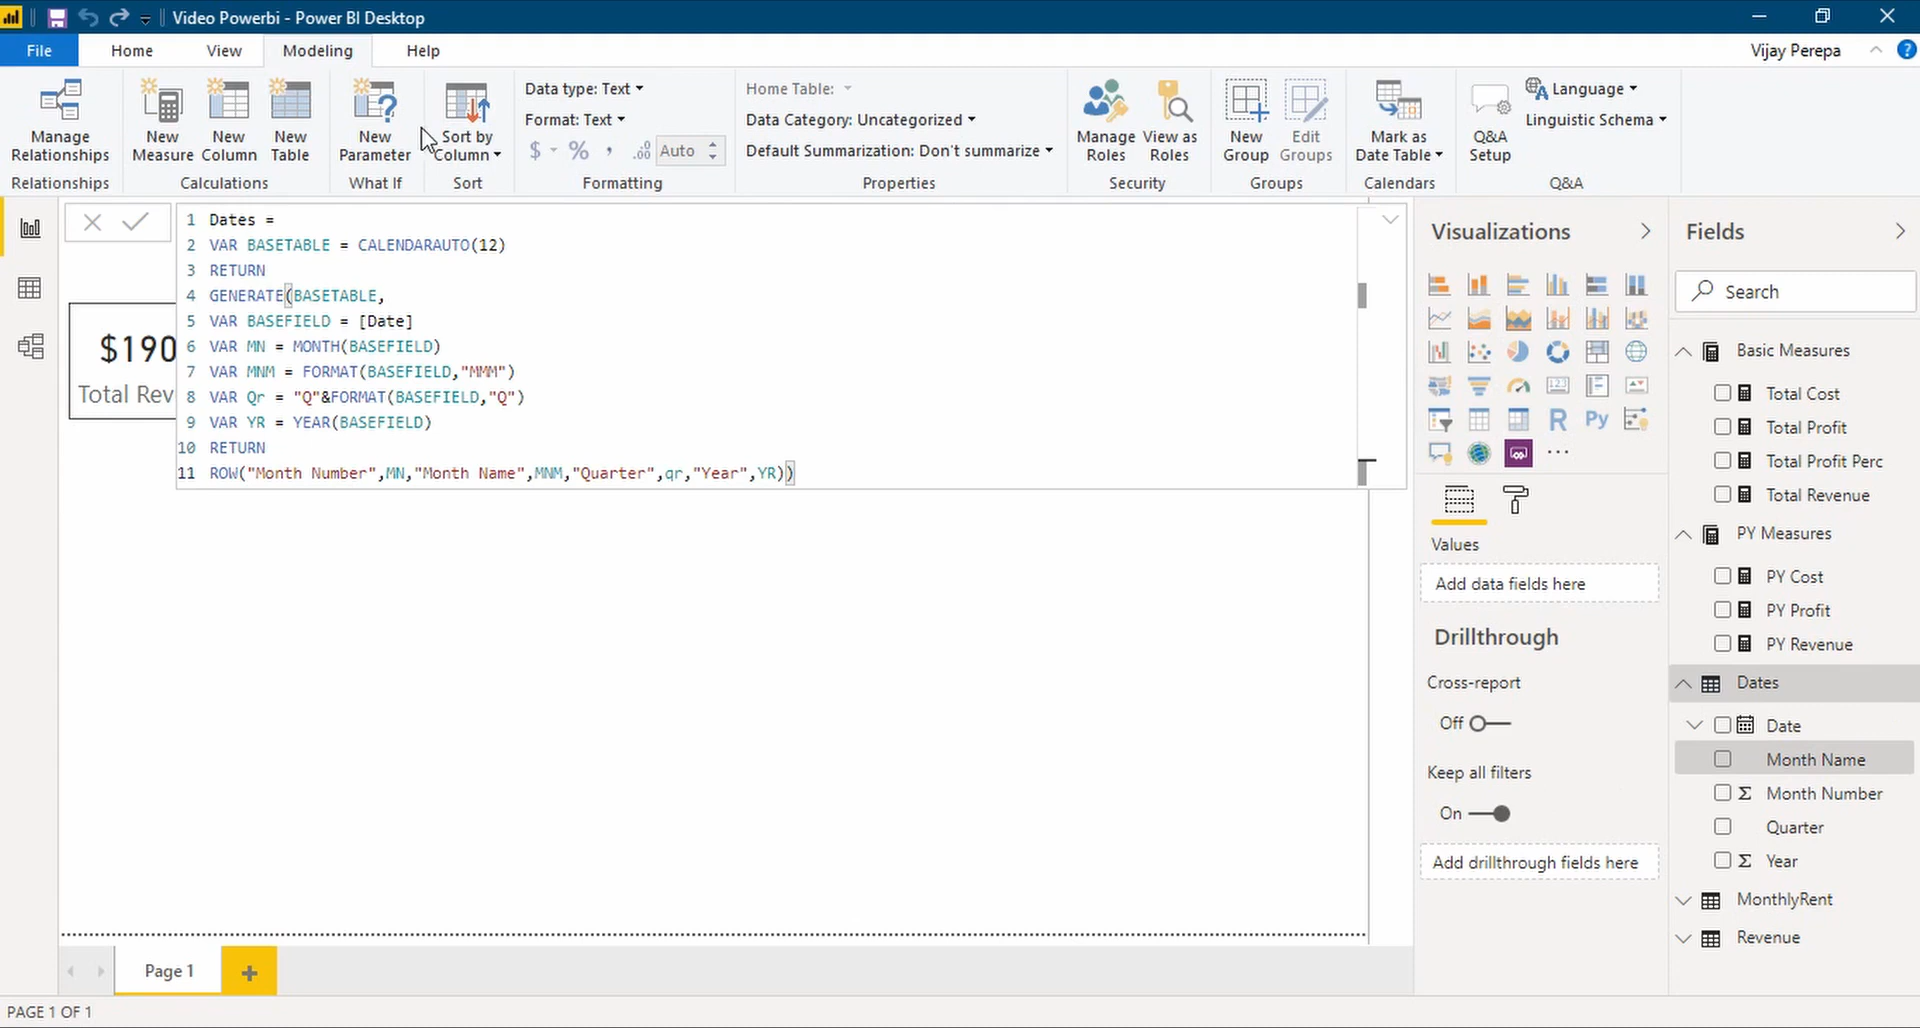 Video Powerbi - Power BI Desktop
File
Home
View
Modeling
Help
Vijay Perepa
?
Manage
Relationships
Relationships
New
Measure
New
Column
New
Table
Calculations
New
Parameter
What If
Sort by
Column
Sort
Data type: Text
Format: Text
$ % , .00 Auto
Formatting
Home Table:
Data Category: Uncategorized
Default Summarization: Don't summarize
Properties
Manage
Roles
View as
Roles
Security
New
Group
Edit
Groups
Groups
Mark as
Date Table
Calendars
Q&A
Setup
Language
Linguistic Schema
Q&A
1 Dates =
2 VAR BASETABLE = CALENDARAUTO(12)
3 RETURN
4 GENERATE(BASETABLE,
5 VAR BASEFIELD = [Date]
6 VAR MN = MONTH(BASEFIELD)
7 VAR MNM = FORMAT(BASEFIELD,"MMM")
8 VAR Qr = "Q"&FORMAT(BASEFIELD,"Q")
9 VAR YR = YEAR(BASEFIELD)
10 RETURN
11 ROW("Month Number",MN,"Month Name",MNM,"Quarter",qr,"Year",YR))
$190
Total Rev
Visualizations
123
R
Py
Values
Add data fields here
Drillthrough
Cross-report
Off
Keep all filters
On
Add drillthrough fields here
Fields
Search
Basic Measures
Total Cost
Total Profit
Total Profit Perc
Total Revenue
PY Measures
PY Cost
PY Profit
PY Revenue
Dates
Date
Month Name
Σ Month Number
Quarter
Σ Year
MonthlyRent
Revenue
Page 1
PAGE 1 OF 1